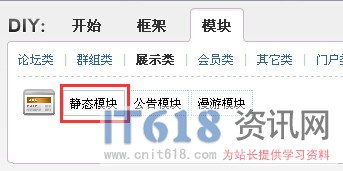 DIY: 开始 框架 模块
论坛类 群组类 展示类 会员类 其它类 门户
静态模块 公告模块 漫游模块
IT618 资讯网
www.cnit618.com 为站长提供学习资料